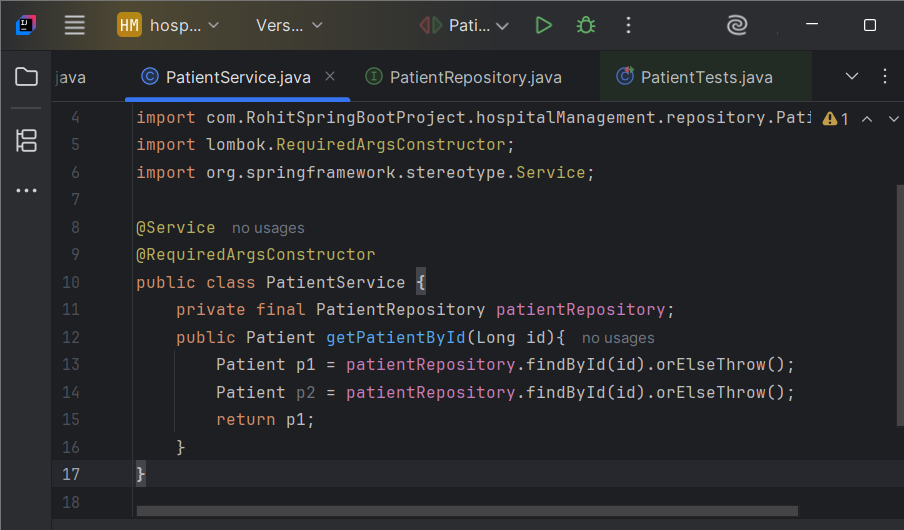 HM hosp... Vers... Pati...
java PatientService.java PatientRepository.java PatientTests.java
4 import com.RohitSpringBootProject.hospitalManagement.repository.Pati 1
5 import lombok.RequiredArgsConstructor;
6 import org.springframework.stereotype.Service;
7
8 @Service no usages
9 @RequiredArgsConstructor
10 public class PatientService {
11 private final PatientRepository patientRepository;
12 public Patient getPatientById(Long id){ no usages
13 Patient p1 = patientRepository.findById(id).orElseThrow();
14 Patient p2 = patientRepository.findById(id).orElseThrow();
15 return p1;
16 }
17 }
18